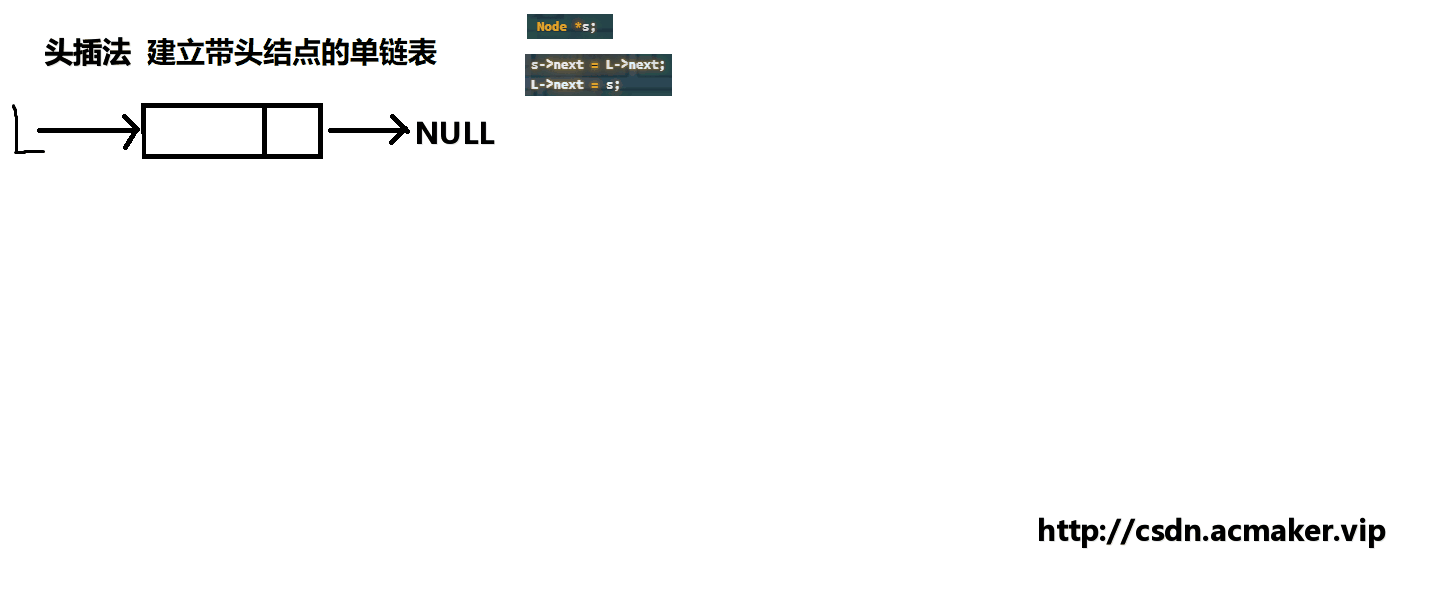 头插法 建立带头结点的单链表
Node *s;
s->next = L->next;
L->next = s;
L
NULL
http://csdn.acmaker.vip